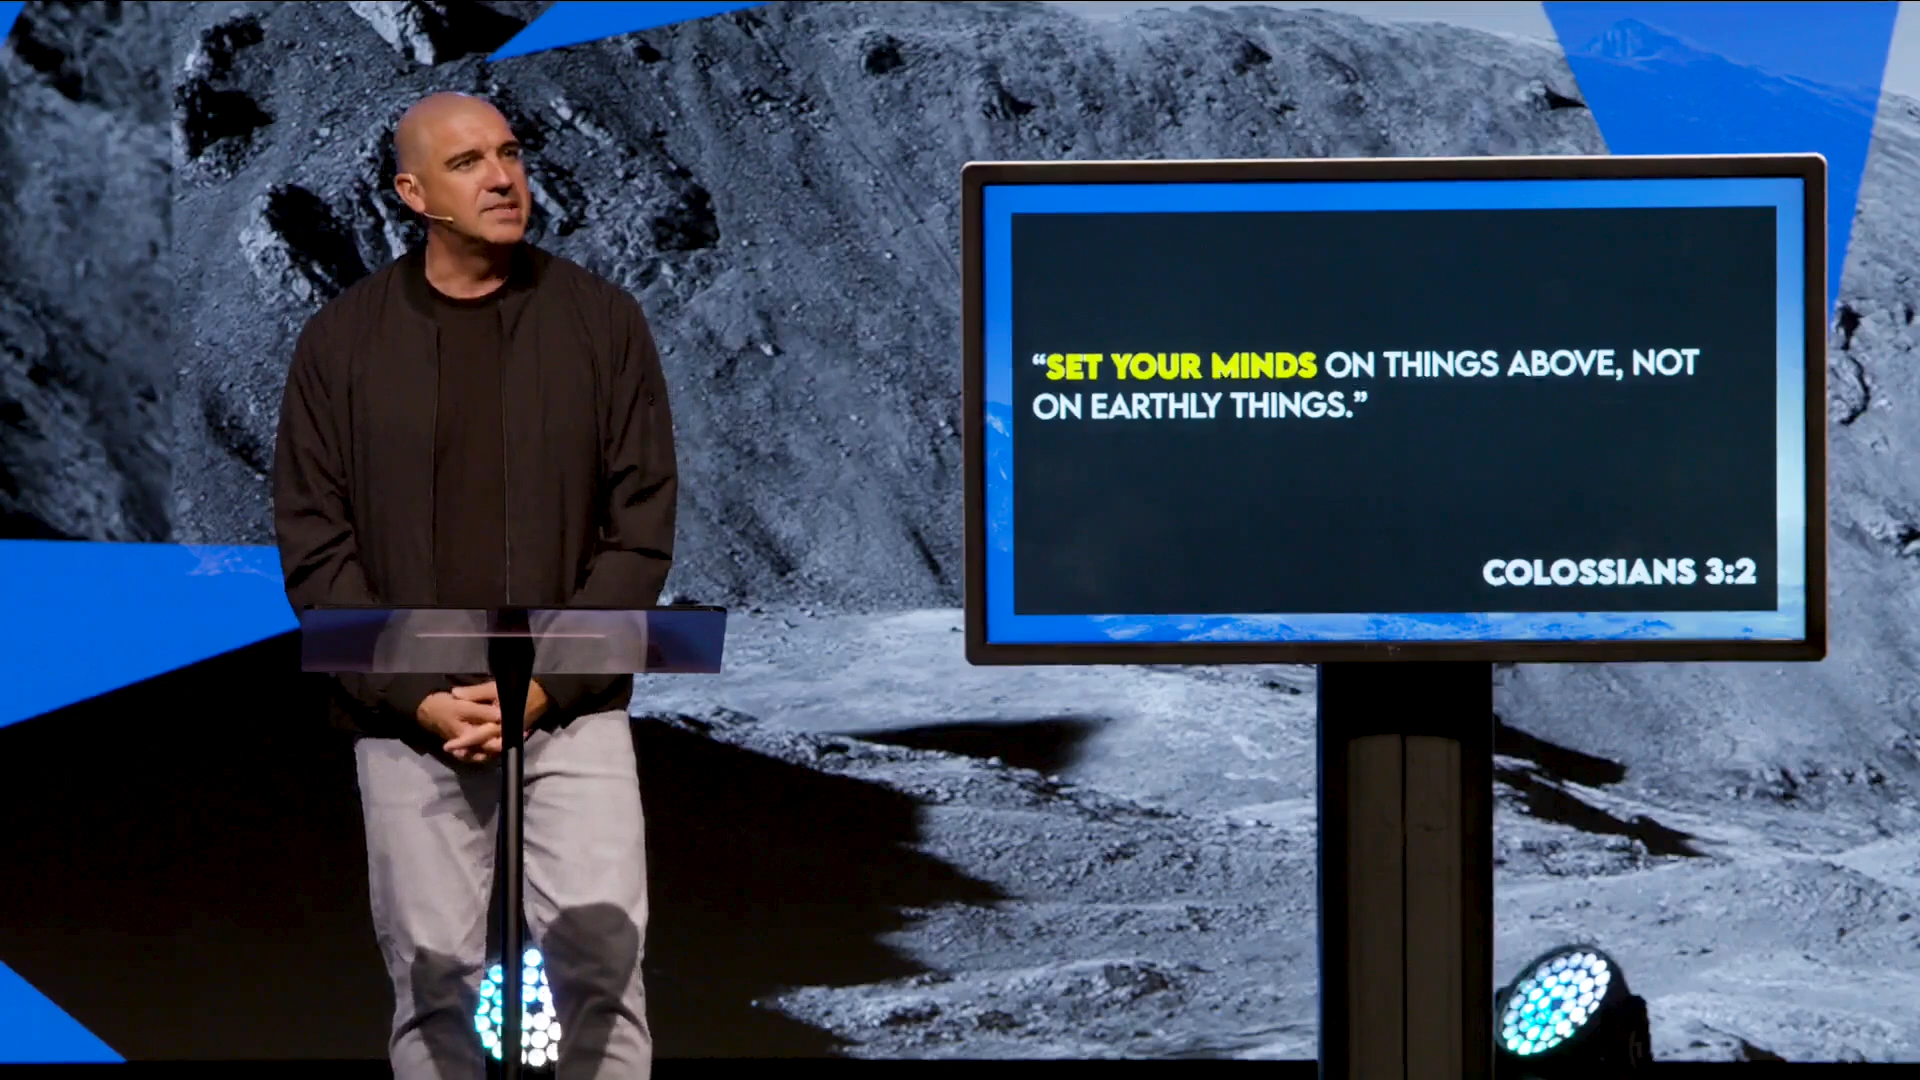 “SET YOUR MINDS ON THINGS ABOVE, NOT
ON EARTHLY THINGS.”
COLOSSIANS 3:2